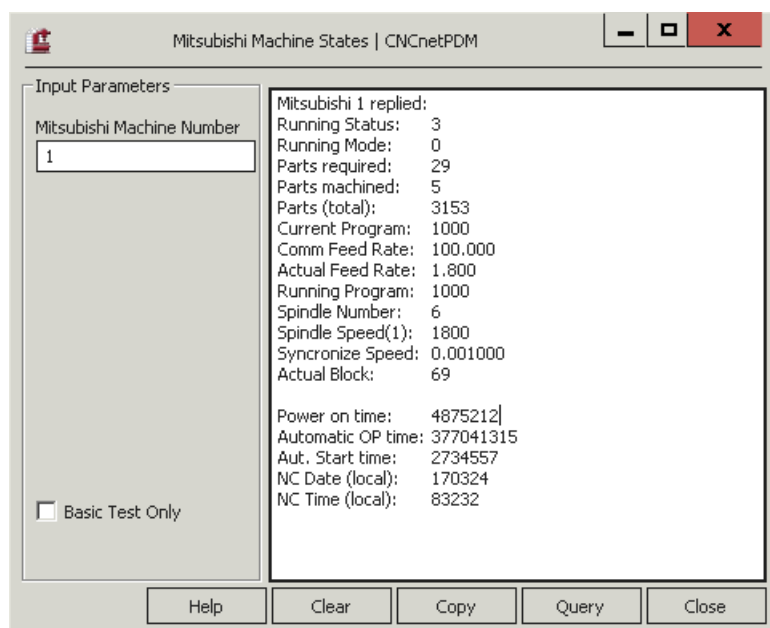 Mitsubishi Machine States | CNCnetPDM
Input Parameters
Mitsubishi Machine Number
1
Mitsubishi 1 replied:
Running Status: 3
Running Mode: 0
Parts required: 29
Parts machined: 5
Parts (total): 3153
Current Program: 1000
Comm Feed Rate: 100.000
Actual Feed Rate: 1.800
Running Program: 1000
Spindle Number: 6
Spindle Speed(1): 1800
Syncronize Speed: 0.001000
Actual Block: 69
Power on time: 4875212
Automatic OP time: 377041315
Aut. Start time: 2734557
NC Date (local): 170324
NC Time (local): 83232
Basic Test Only
Help Clear Copy Query Close